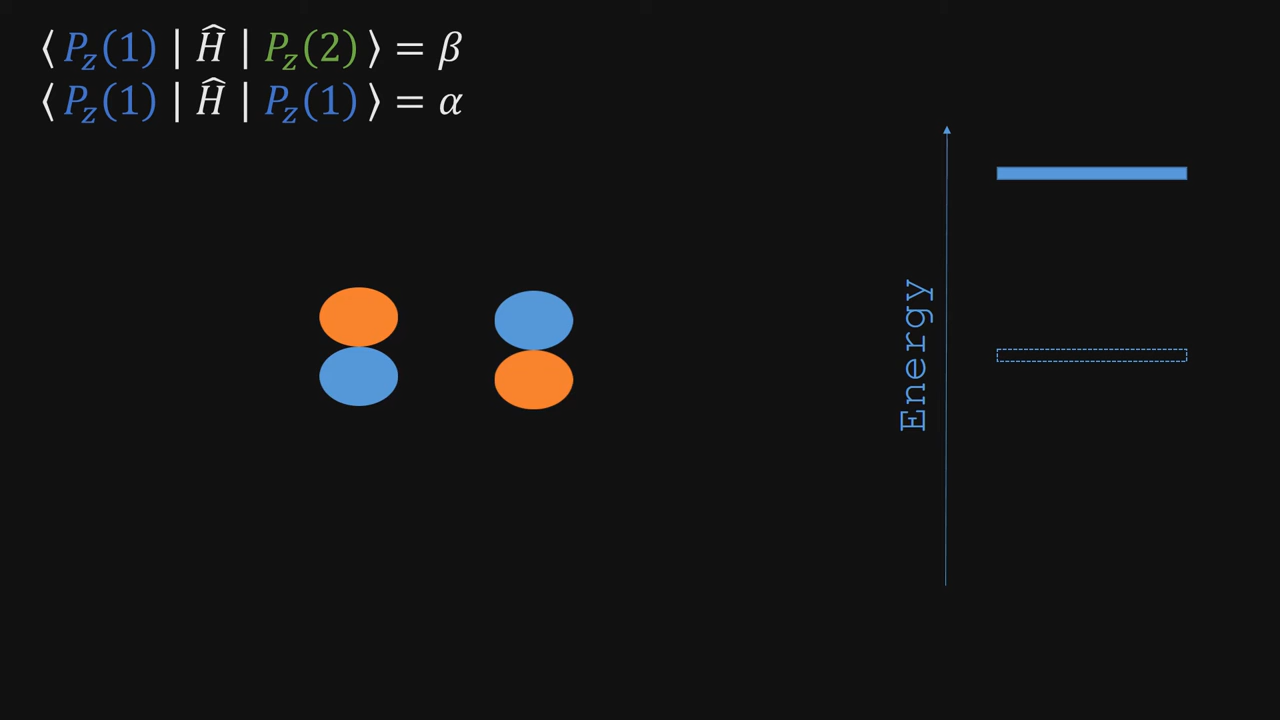 ⟨ P_z(1) | Ĥ | P_z(2) ⟩ = β
⟨ P_z(1) | Ĥ | P_z(1) ⟩ = α
Energy